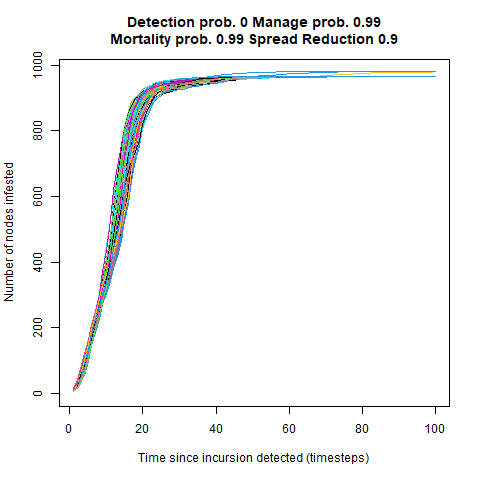 Detection prob. 0 Manage prob. 0.99
Mortality prob. 0.99 Spread Reduction 0.9
Number of nodes infested
1000
800
600
400
200
0
0 20 40 60 80 100
Time since incursion detected (timesteps)